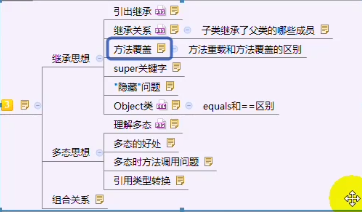 引出继承
继承关系
子类继承了父类的哪些成员
方法覆盖
方法重载和方法覆盖的区别
继承思想
super关键字
"隐藏"问题
Object类
equals和==区别
3
理解多态
多态的好处
多态思想
多态时方法调用问题
引用类型转换
组合关系